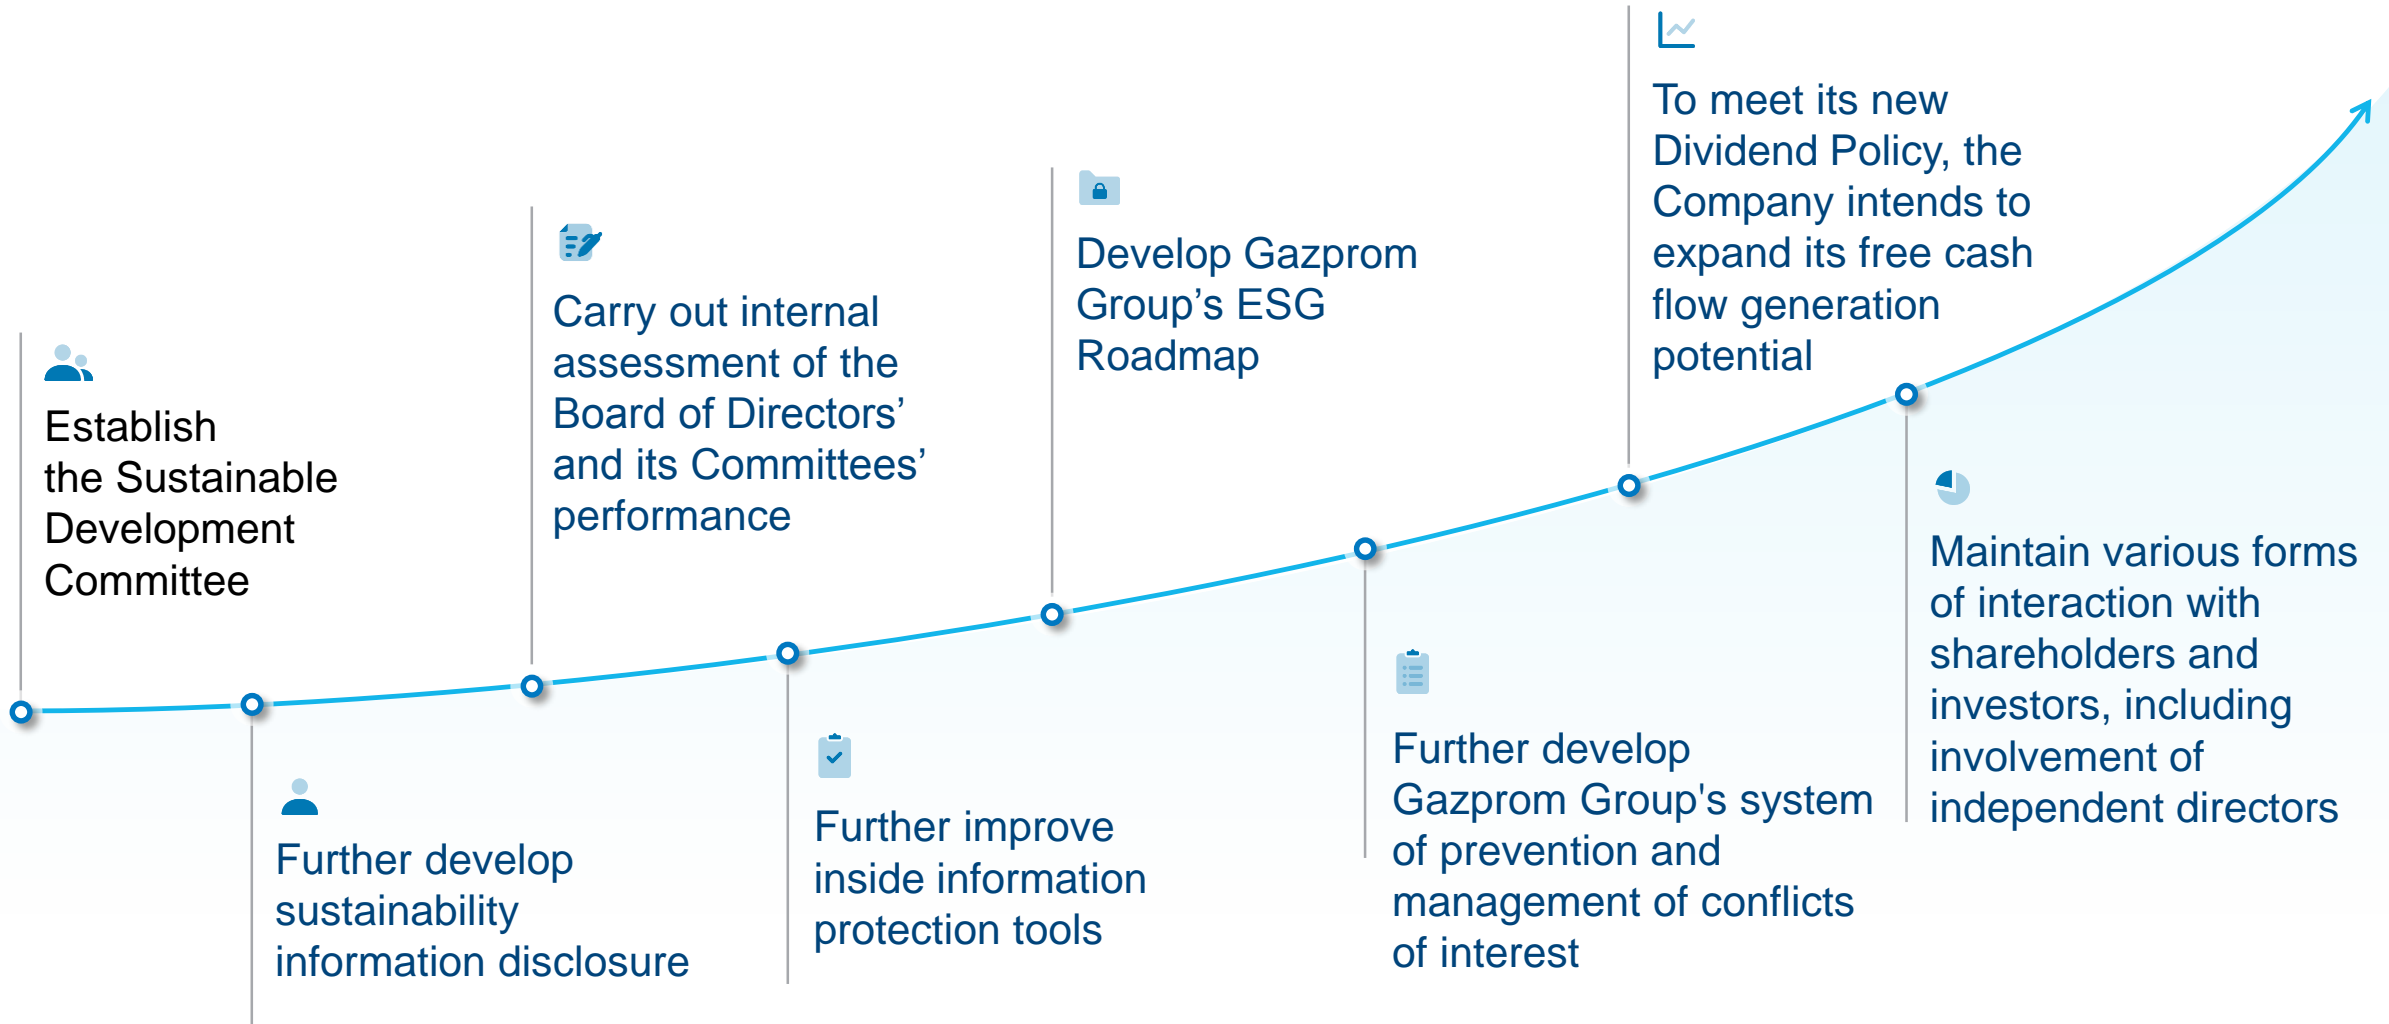 Establish
the Sustainable
Development
Committee
Further develop
sustainability
information disclosure
Carry out internal
assessment of the
Board of Directors’
and its Committees’
performance
Further improve
inside information
protection tools
Develop Gazprom
Group’s ESG
Roadmap
Further develop
Gazprom Group's system
of prevention and
management of conflicts
of interest
To meet its new
Dividend Policy, the
Company intends to
expand its free cash
flow generation
potential
Maintain various forms
of interaction with
shareholders and
investors, including
involvement of
independent directors